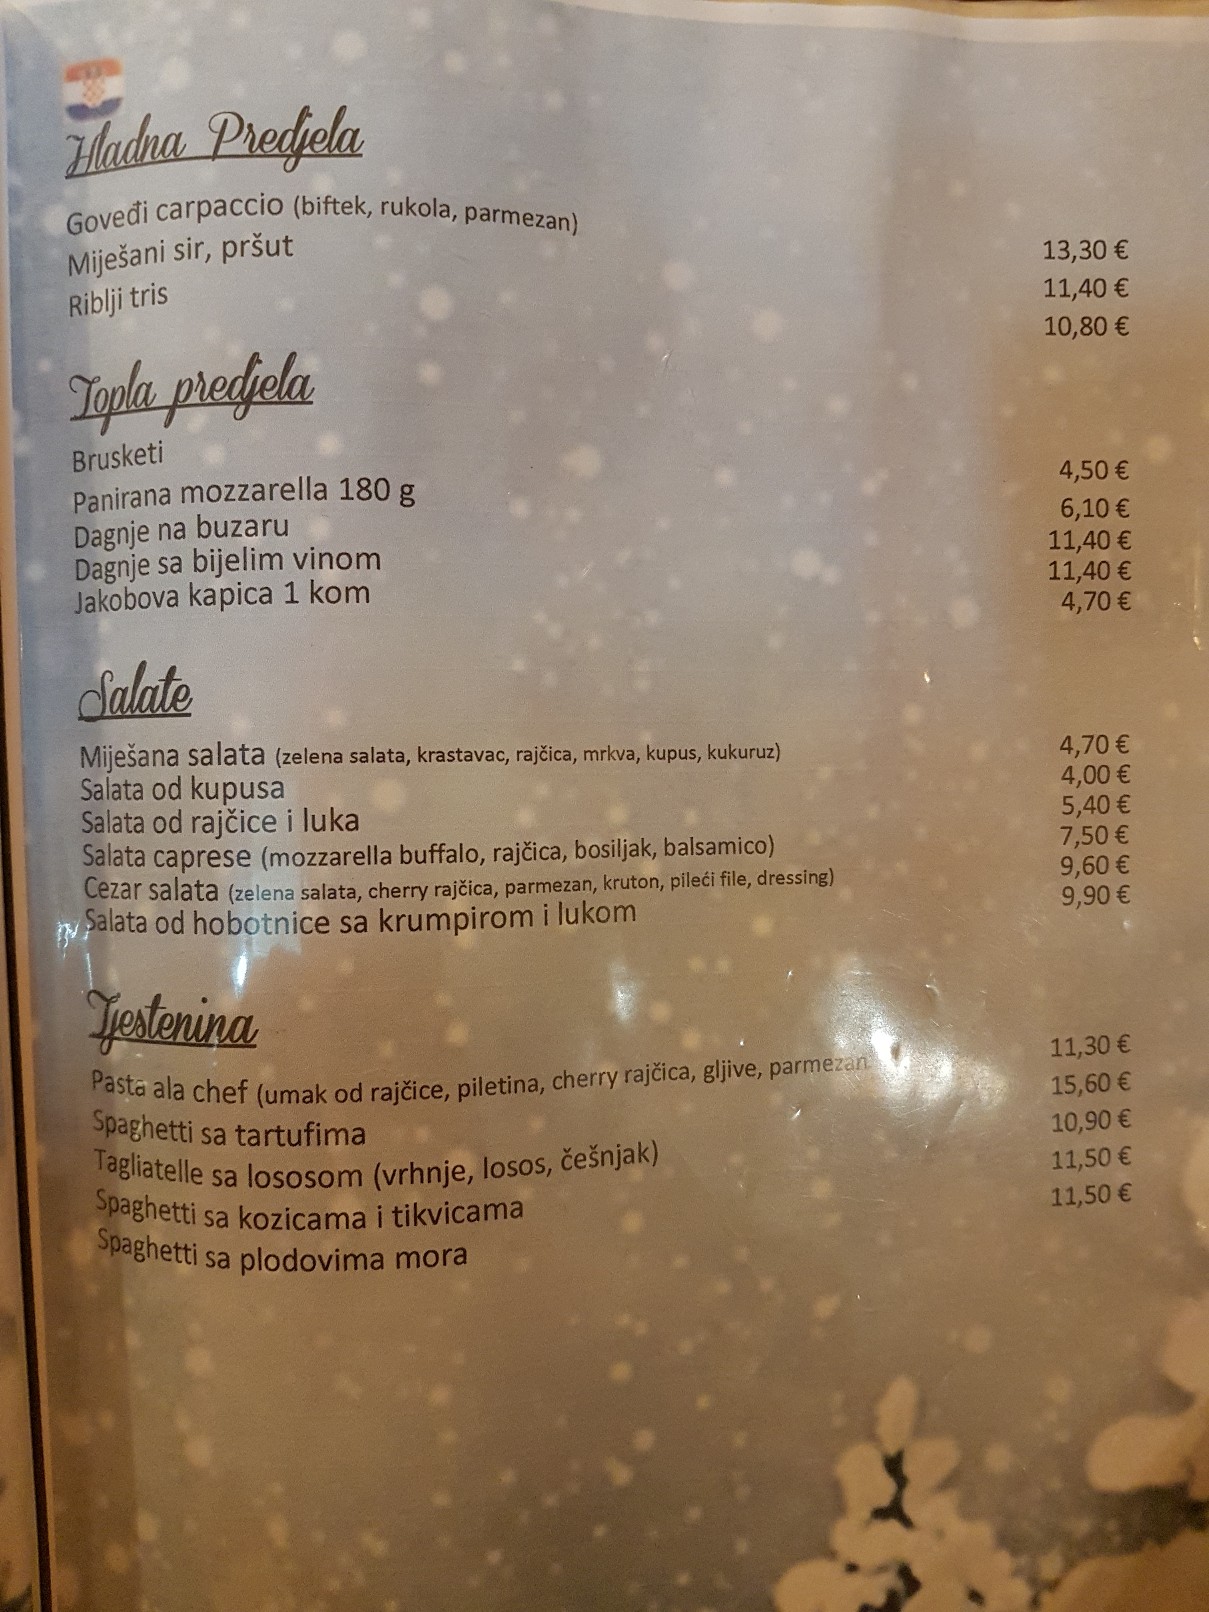 Hladna Predjela
Goveđi carpaccio (biftek, rukola, parmezan) 13,30 €
Miješani sir, pršut 11,40 €
Riblji tris 10,80 €
Topla predjela
Brusketi 4,50 €
Panirana mozzarella 180 g 6,10 €
Dagnje na buzaru 11,40 €
Dagnje sa bijelim vinom 11,40 €
Jakobova kapica 1 kom 4,70 €
Salate
Miješana salata (zelena salata, krastavac, rajčica, mrkva, kupus, kukuruz) 4,70 €
Salata od kupusa 4,00 €
Salata od rajčice i luka 5,40 €
Salata caprese (mozzarella buffalo, rajčica, bosiljak, balsamico) 7,50 €
Cezar salata (zelena salata, cherry rajčica, parmezan, kruton, pileći file, dressing) 9,60 €
Salata od hobotnice sa krumpirom i lukom 9,90 €
Tjestenina
Pasta ala chef (umak od rajčice, piletina, cherry rajčica, gljive, parmezan 11,30 €
Spaghetti sa tartufima 15,60 €
Tagliatelle sa lososom (vrhnje, losos, češnjak) 10,90 €
Spaghetti sa kozicama i tikvicama 11,50 €
Spaghetti sa plodovima mora 11,50 €